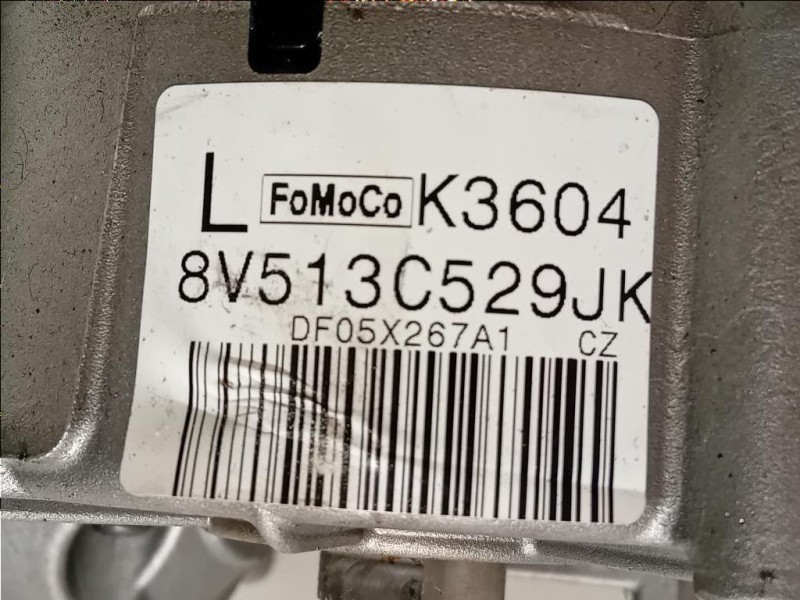 L FoMoCo K3604
8V513C529JK
DF05X267A1 CZ